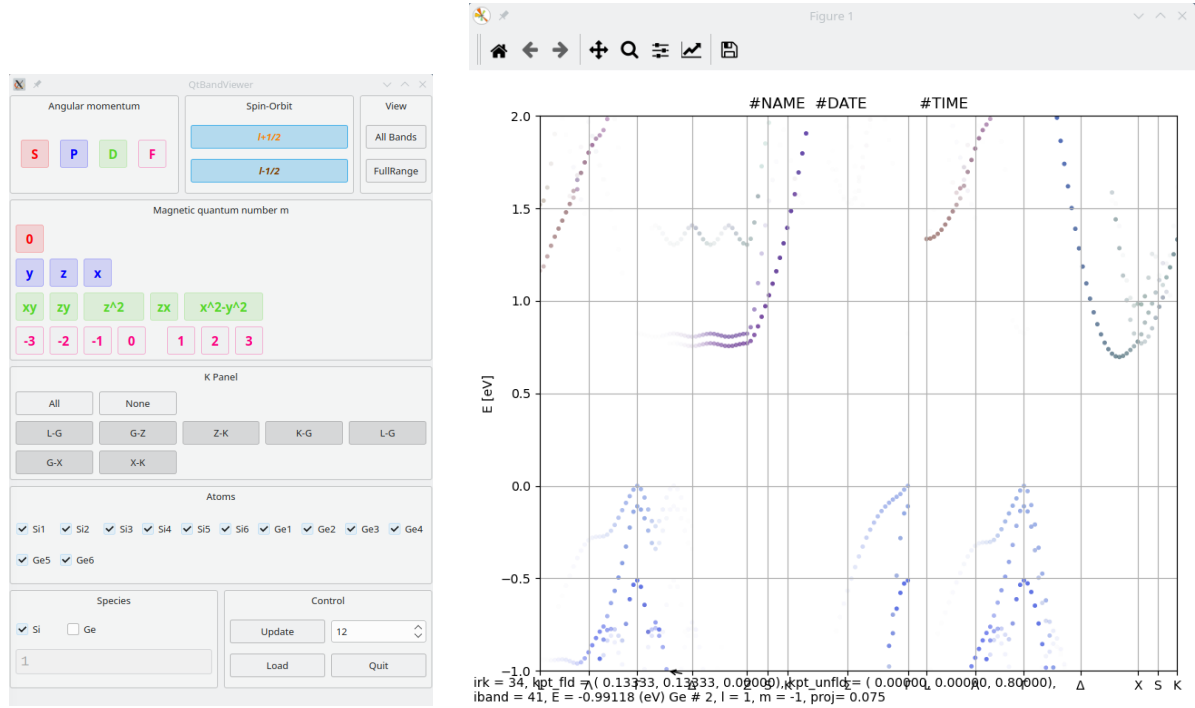 QtBandViewer
Angular momentum
S P D F
Spin-Orbit
l+1/2
l-1/2
View
All Bands
FullRange
Magnetic quantum number m
0
y z x
xy zy z^2 zx x^2-y^2
-3 -2 -1 0 1 2 3
K Panel
All None
L-G G-Z Z-K K-G L-G
G-X X-K
Atoms
Si1 Si2 Si3 Si4 Si5 Si6 Ge1 Ge2 Ge3 Ge4
Ge5 Ge6
Species
Si Ge
1
Control
Update 12
Load Quit
Figure 1
#NAME #DATE #TIME
2.0
1.5
1.0
0.5
0.0
−0.5
−1.0
E [eV]
Γ Δ X S K
irk = 34, kpt_fld = ( 0.13333, 0.13333, 0.00000), kpt_unfld= ( 0.00000, 0.00000, 0.80000),
iband = 41, E = -0.99118 (eV) Ge # 2, l = 1, m = -1, proj= 0.075